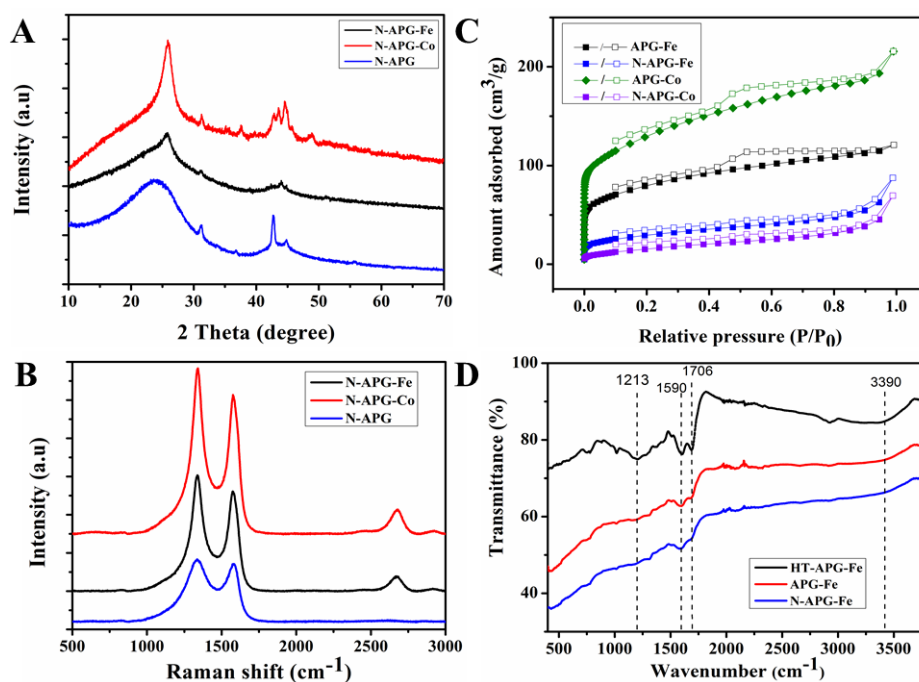 A
N-APG-Fe
N-APG-Co
N-APG
Intensity (a.u)
10 20 30 40 50 60 70
2 Theta (degree)
C
/ APG-Fe
/ N-APG-Fe
/ APG-Co
/ N-APG-Co
Amount adsorbed (cm³/g)
200
100
0
0.0 0.2 0.4 0.6 0.8 1.0
Relative pressure (P/P₀)
B
N-APG-Fe
N-APG-Co
N-APG
Intensity (a.u)
500 1000 1500 2000 2500 3000
Raman shift (cm⁻¹)
D
1213 1590 1706 3390
Transmittance (%)
100
80
60
40
HT-APG-Fe
APG-Fe
N-APG-Fe
500 1000 1500 2000 2500 3000 3500
Wavenumber (cm⁻¹)